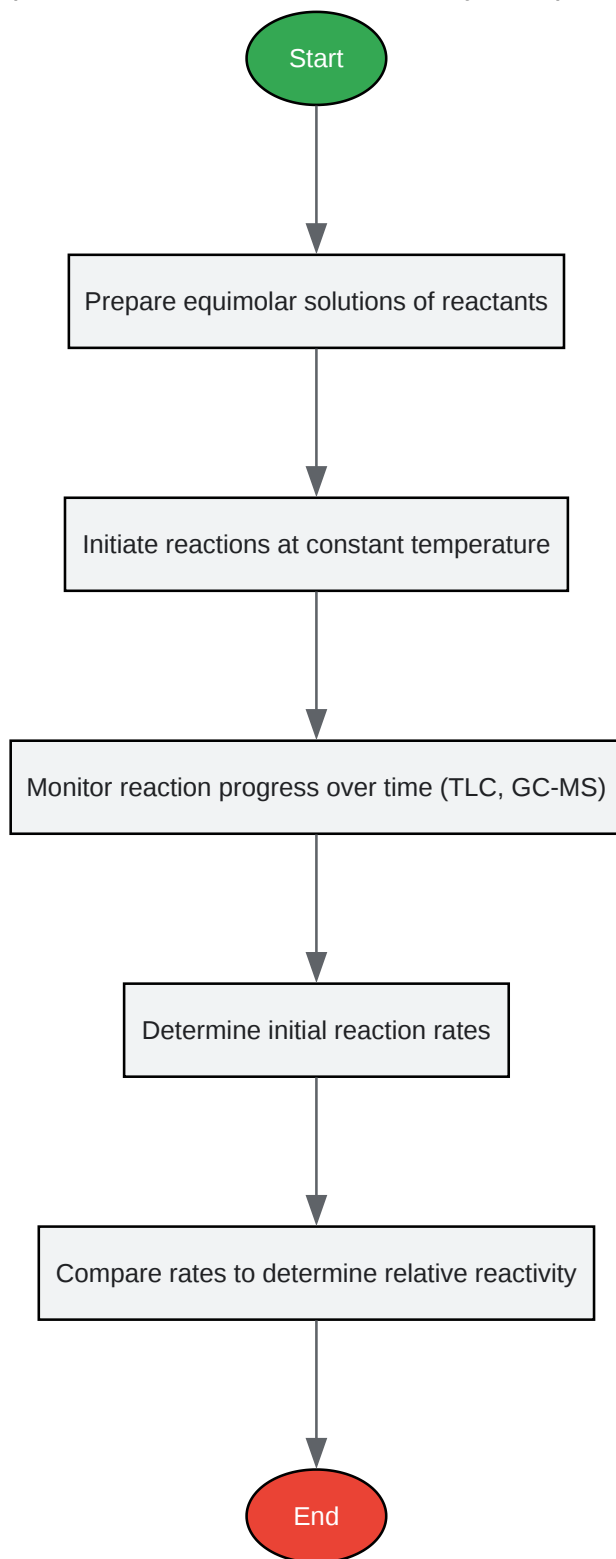 Start
Prepare equimolar solutions of reactants
Initiate reactions at constant temperature
Monitor reaction progress over time (TLC, GC-MS)
Determine initial reaction rates
Compare rates to determine relative reactivity
End